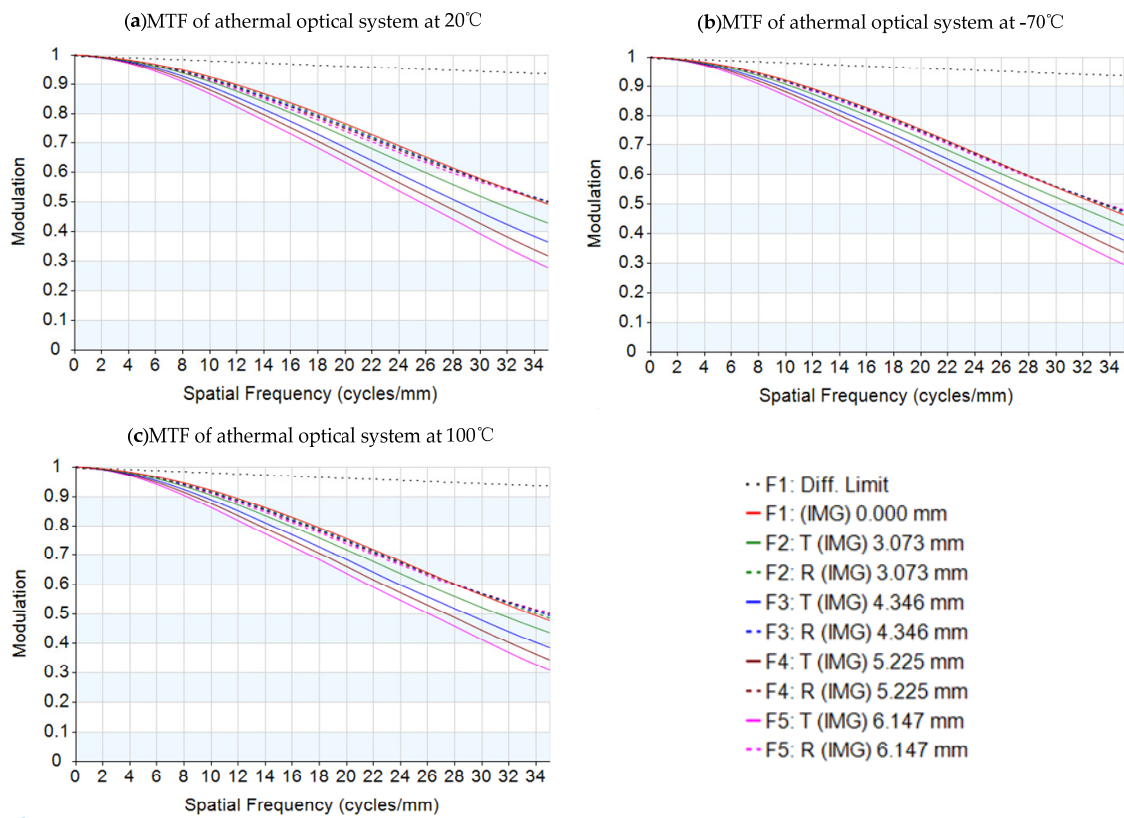 (a)MTF of athermal optical system at 20℃
1
0.9
0.8
0.7
0.6
0.5
0.4
0.3
0.2
0.1
0
Modulation
0 2 4 6 8 10 12 14 16 18 20 22 24 26 28 30 32 34
Spatial Frequency (cycles/mm)
(b)MTF of athermal optical system at -70℃
1
0.9
0.8
0.7
0.6
0.5
0.4
0.3
0.2
0.1
0
Modulation
0 2 4 6 8 10 12 14 16 18 20 22 24 26 28 30 32 34
Spatial Frequency (cycles/mm)
(c)MTF of athermal optical system at 100℃
1
0.9
0.8
0.7
0.6
0.5
0.4
0.3
0.2
0.1
0
Modulation
0 2 4 6 8 10 12 14 16 18 20 22 24 26 28 30 32 34
Spatial Frequency (cycles/mm)
F1: Diff. Limit
F1: (IMG) 0.000 mm
F2: T (IMG) 3.073 mm
F2: R (IMG) 3.073 mm
F3: T (IMG) 4.346 mm
F3: R (IMG) 4.346 mm
F4: T (IMG) 5.225 mm
F4: R (IMG) 5.225 mm
F5: T (IMG) 6.147 mm
F5: R (IMG) 6.147 mm